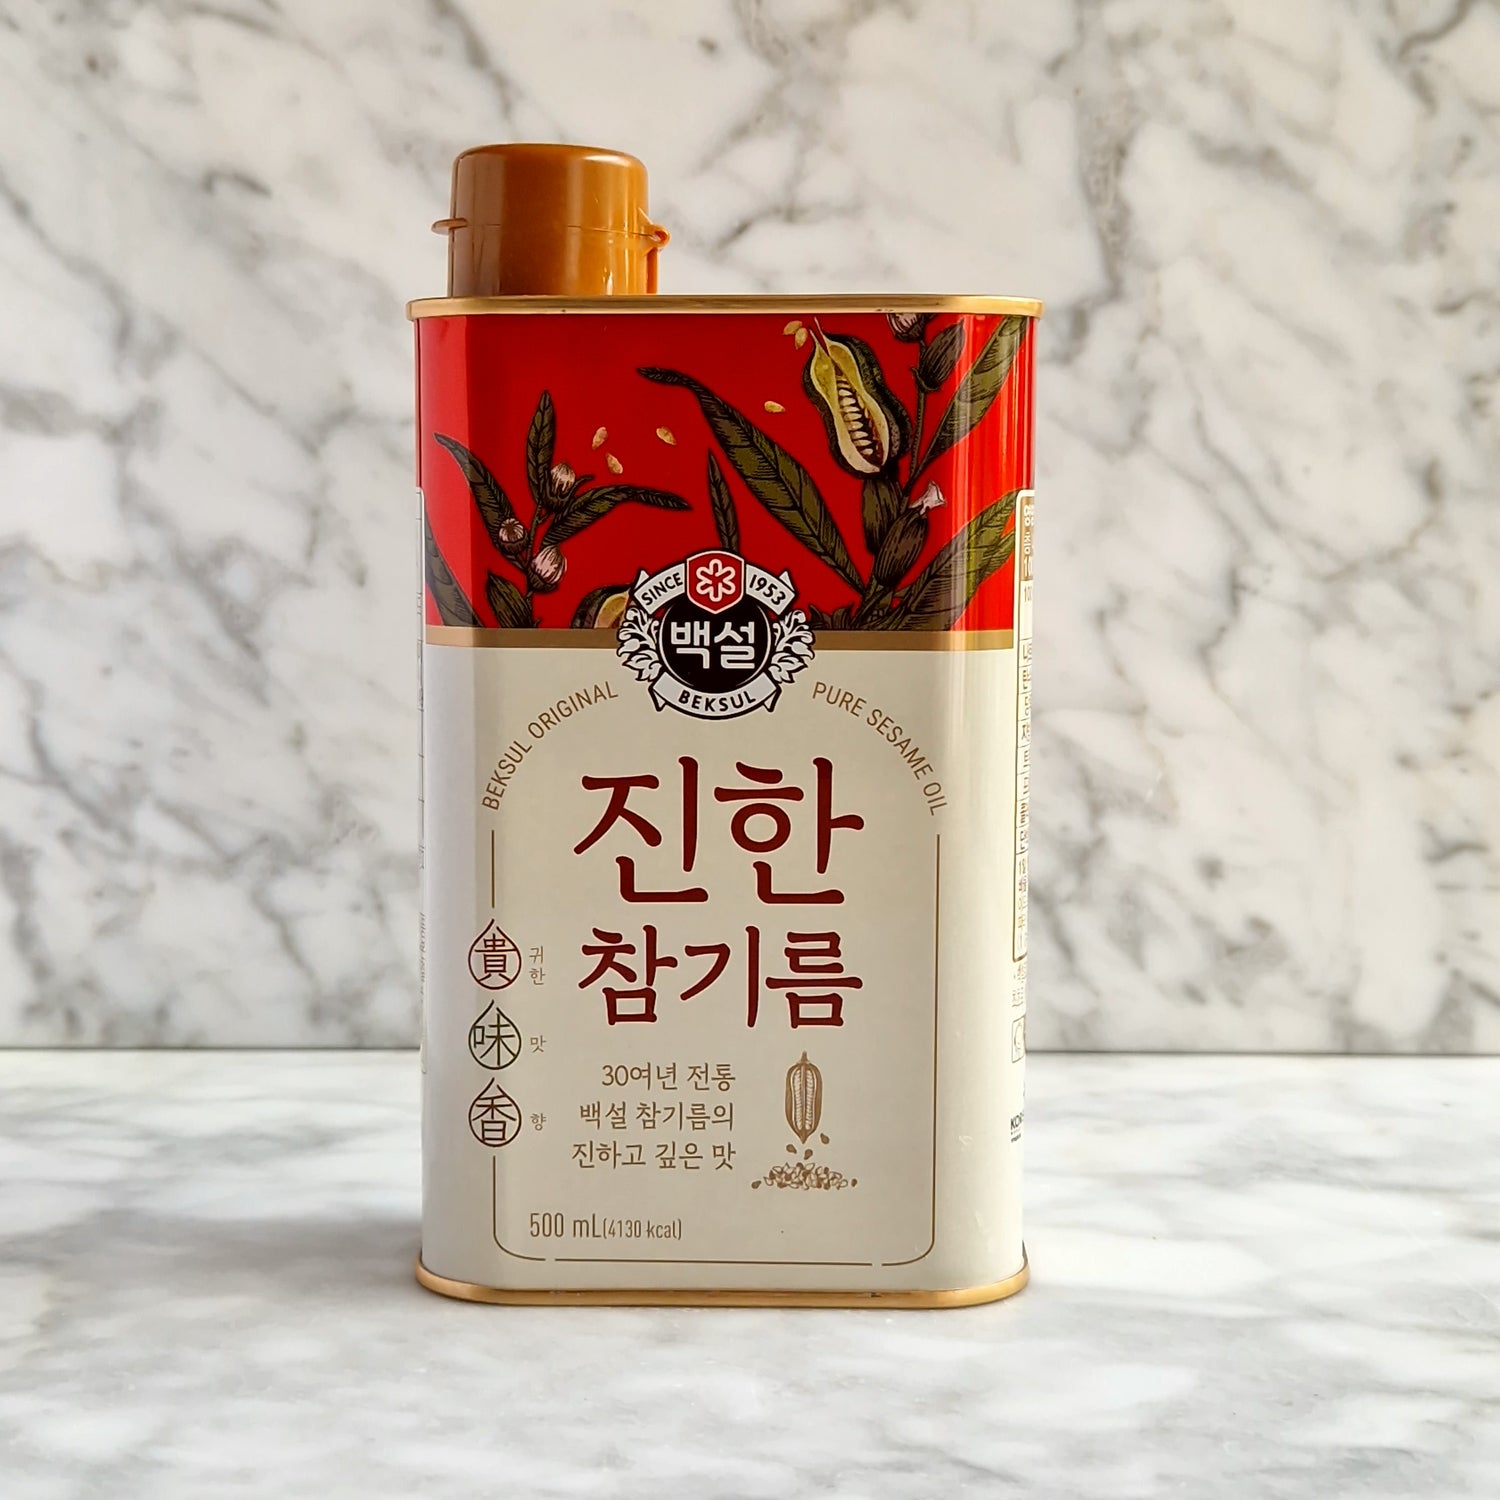 SINCE 1953
백설
BEKSUL
BEKSUL ORIGINAL PURE SESAME OIL
진한
참기름
貴 귀한
味 맛
香 향
30여년 전통
백설 참기름의
진하고 깊은 맛
500 mL(4130 kcal)